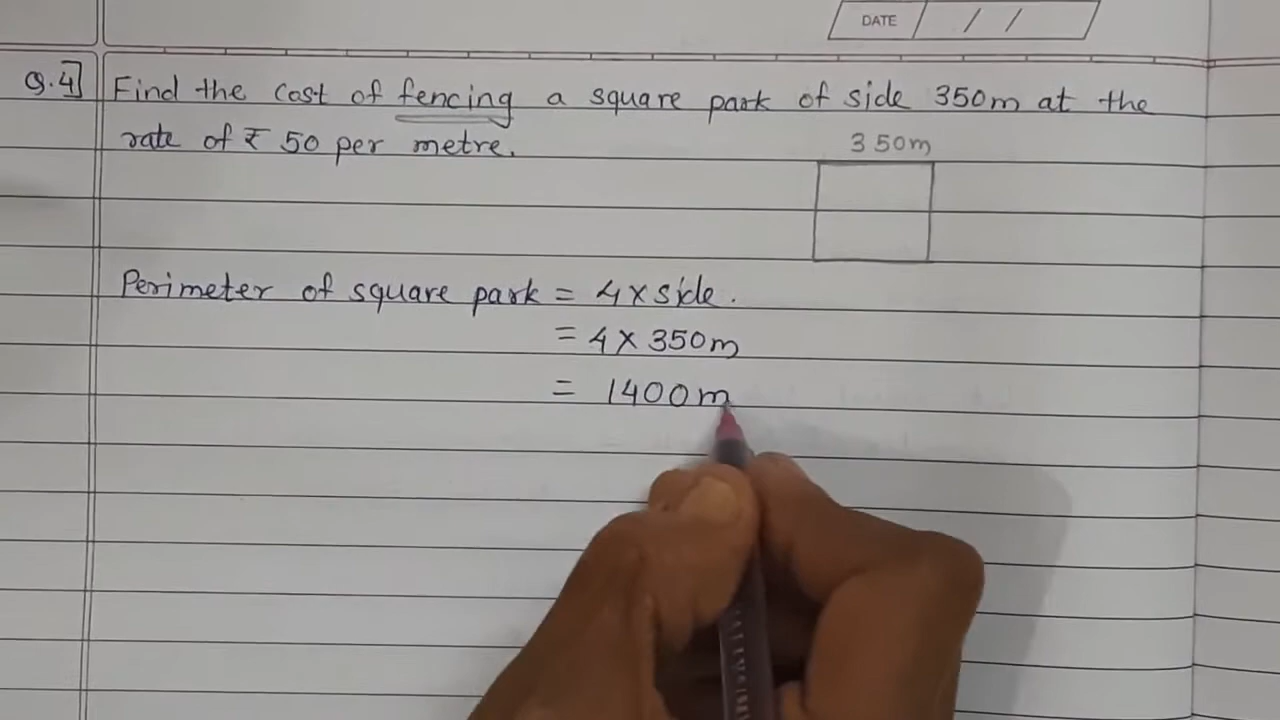 DATE / /
Q.4] Find the cost of fencing a square park of side 350m at the
rate of ₹ 50 per metre.
350m
Perimeter of square park = 4 × side.
= 4 × 350m
= 1400m